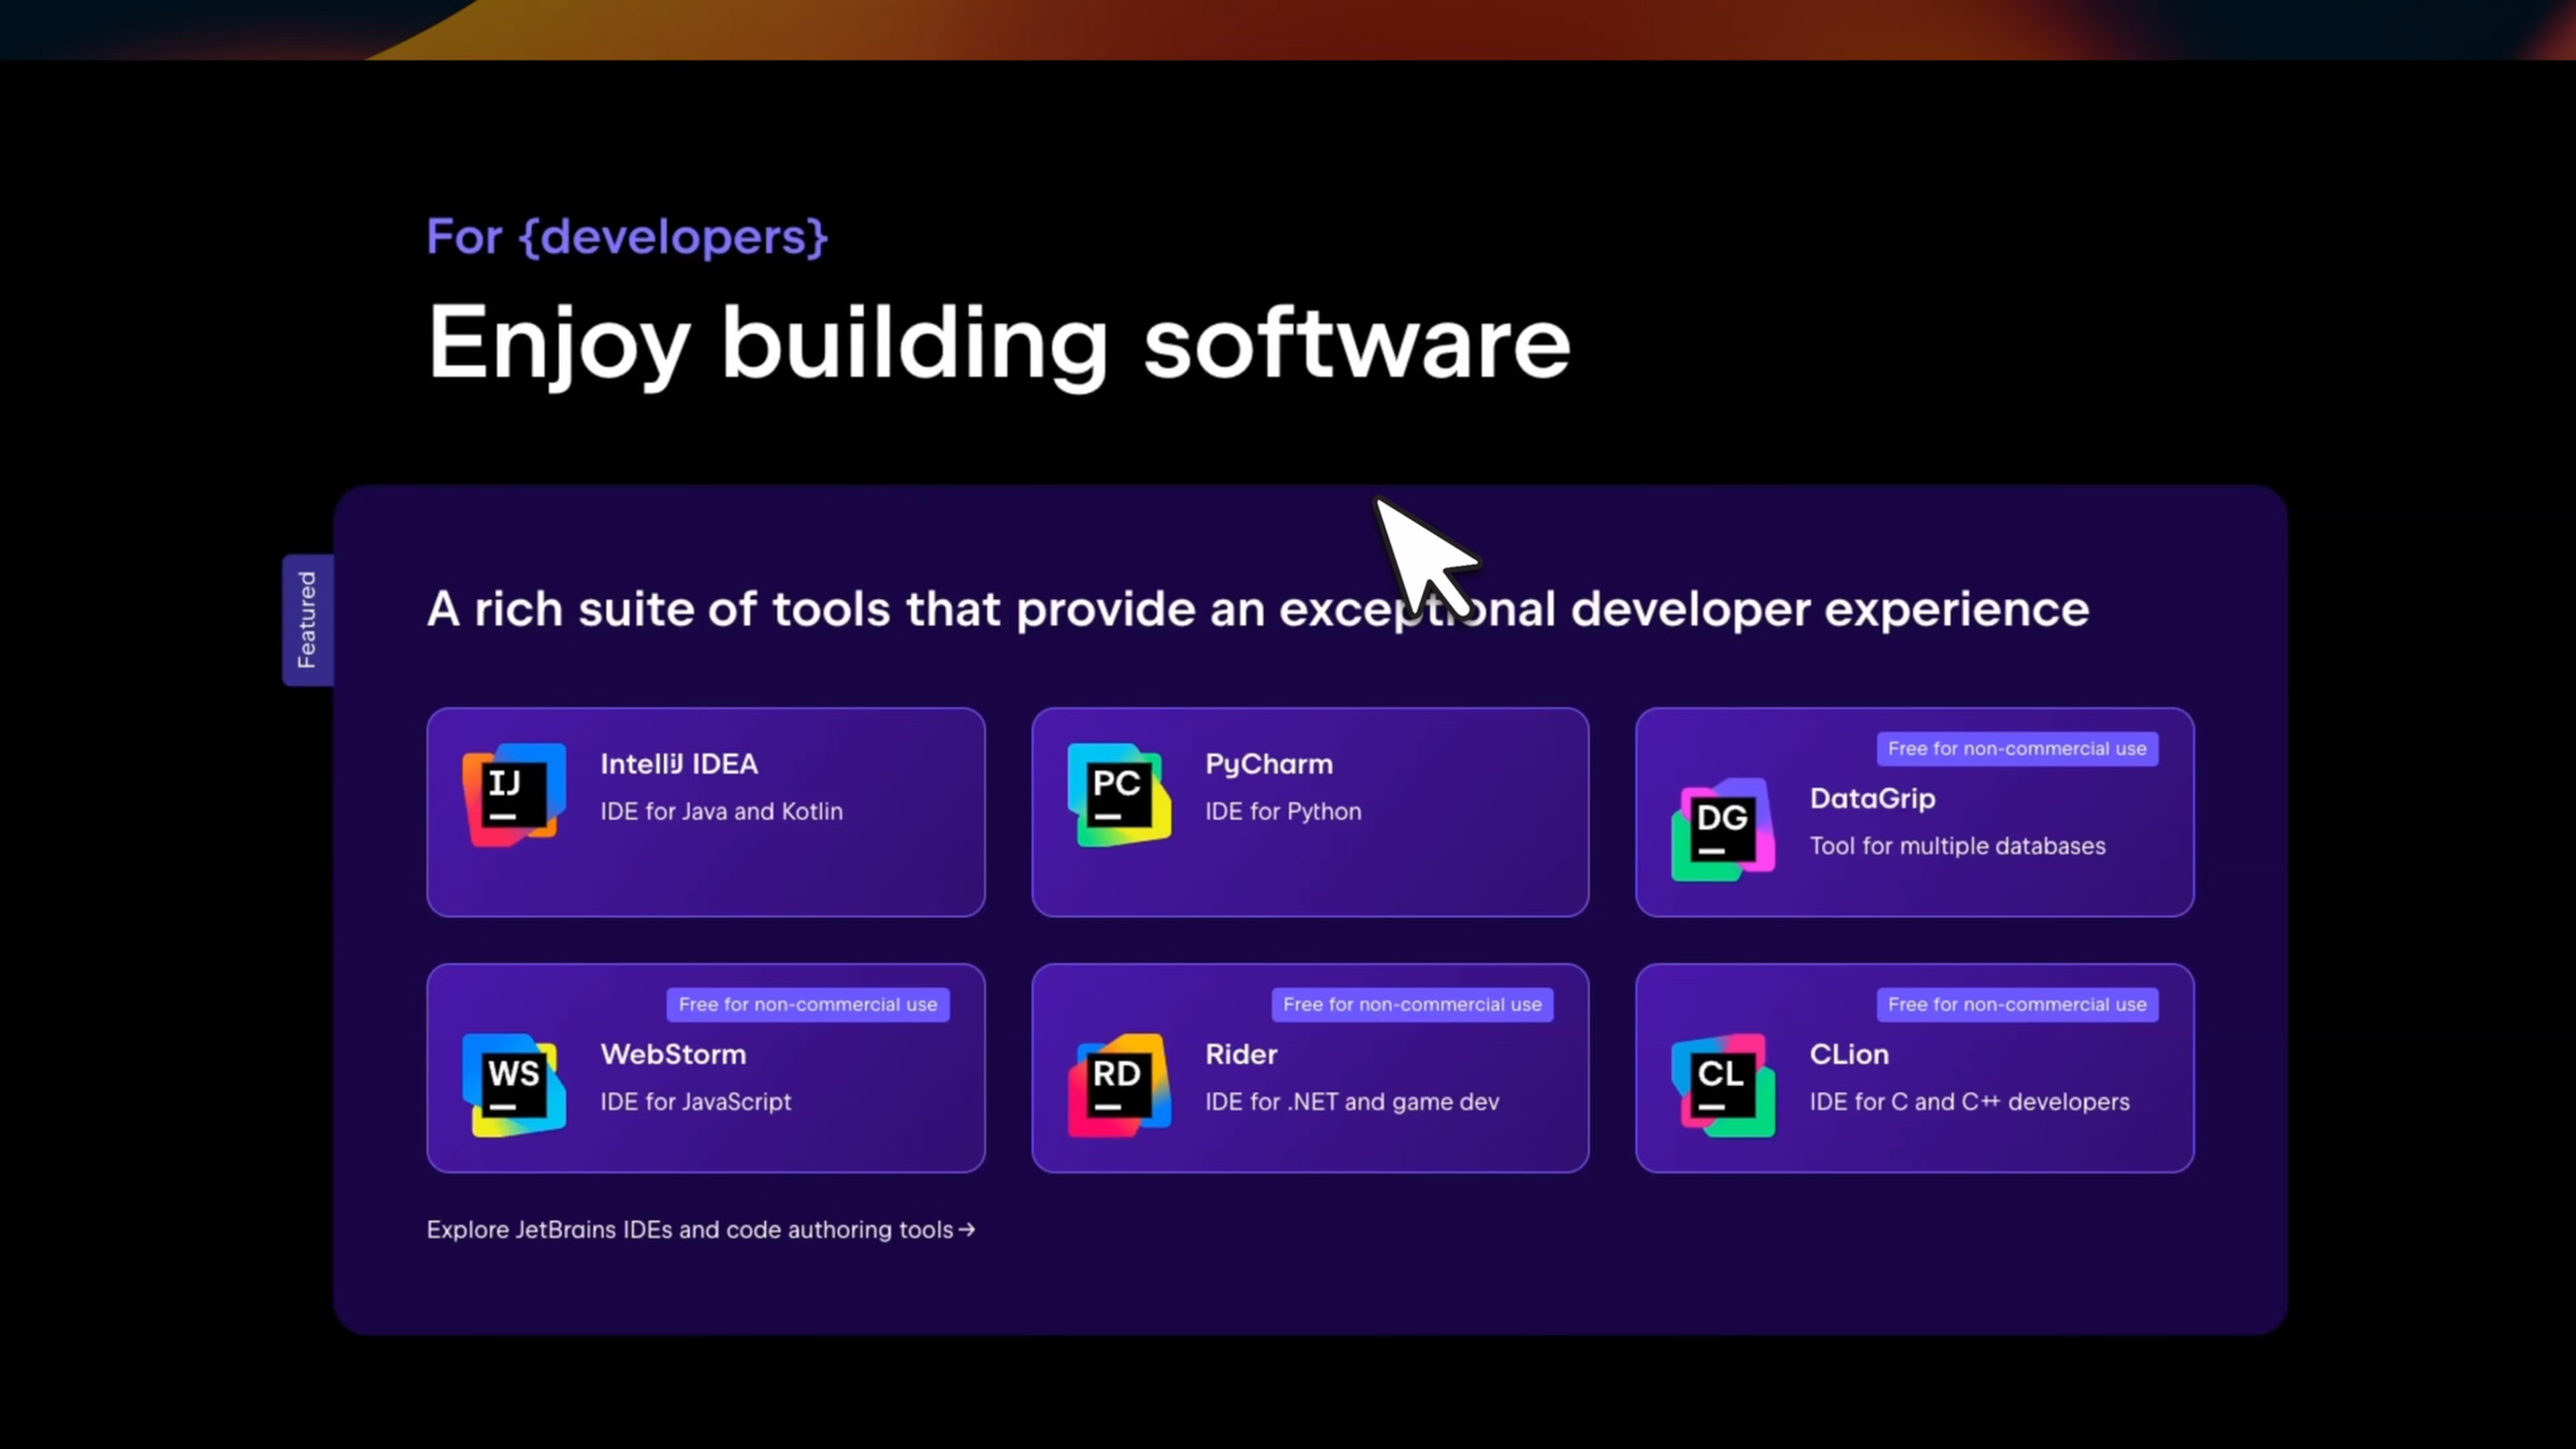 For {developers}
Enjoy building software
Featured
A rich suite of tools that provide an exceptional developer experience
IJ
IntelliJ IDEA
IDE for Java and Kotlin
PC
PyCharm
IDE for Python
Free for non-commercial use
DG
DataGrip
Tool for multiple databases
Free for non-commercial use
WS
WebStorm
IDE for JavaScript
Free for non-commercial use
RD
Rider
IDE for .NET and game dev
Free for non-commercial use
CL
CLion
IDE for C and C++ developers
Explore JetBrains IDEs and code authoring tools→